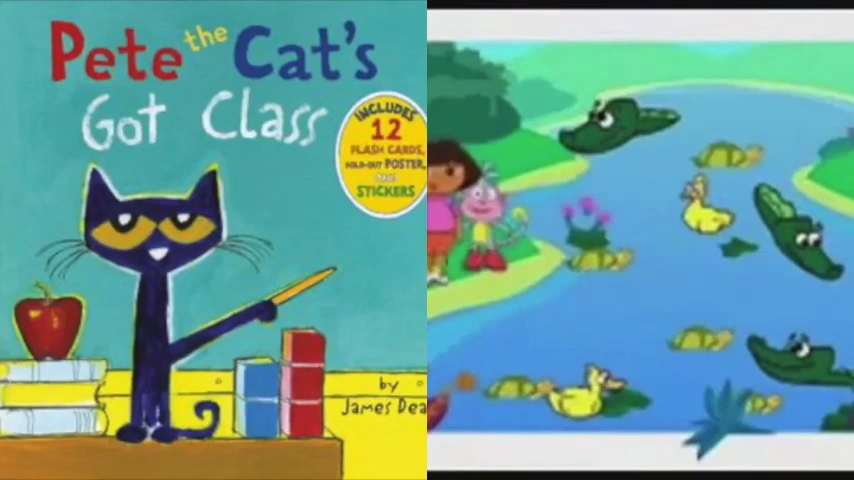 Pete the Cat's
Got Class
INCLUDES
12
FLASH CARDS,
FOLD-OUT POSTER,
AND
STICKERS
by
James Dea